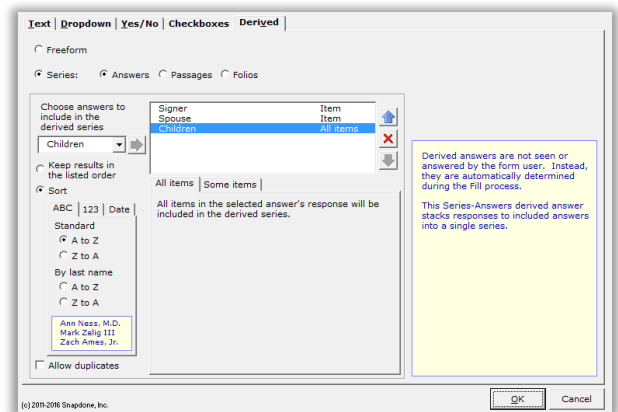 Text | Dropdown | Yes/No | Checkboxes | Derived |
Freeform
Series: Answers Passages Folios
Choose answers to
include in the
derived series
Children
Keep results in
the listed order
Sort
ABC | 123 | Date |
Standard
A to Z
Z to A
By last name
A to Z
Z to A
Ann Ness, M.D.
Mark Zelig III
Zach Ames, Jr.
Allow duplicates
Signer Item
Spouse Item
Children All items
All items | Some items |
All items in the selected answer's response will be
included in the derived series.
Derived answers are not seen or
answered by the form user. Instead,
they are automatically determined
during the Fill process.
This Series-Answers derived answer
stacks responses to included answers
into a single series.
(c) 2011-2016 Snapdone, Inc.
OK Cancel